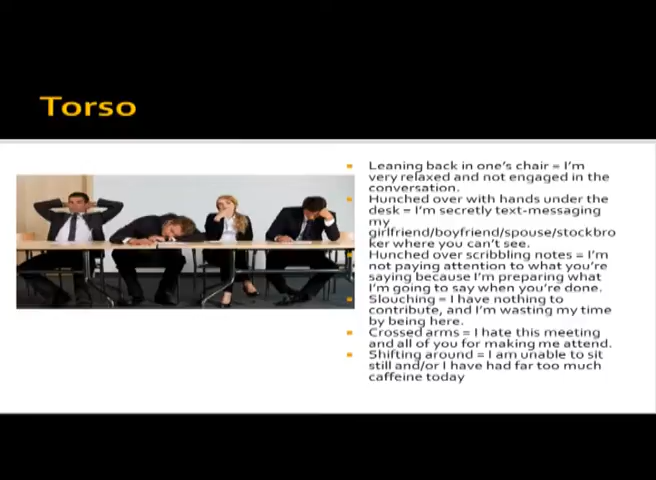 Torso
Leaning back in one's chair = I'm
very relaxed and not engaged in the
conversation.
Hunched over with hands under the
desk = I'm secretly text-messaging
my
girlfriend/boyfriend/spouse/stockbro
ker where you can't see.
Hunched over scribbling notes = I'm
not paying attention to what you're
saying because I'm preparing what
I'm going to say when you're done.
Slouching = I have nothing to
contribute, and I'm wasting my time
by being here.
Crossed arms = I hate this meeting
and all of you for making me attend.
Shifting around = I am unable to sit
still and/or I have had far too much
caffeine today